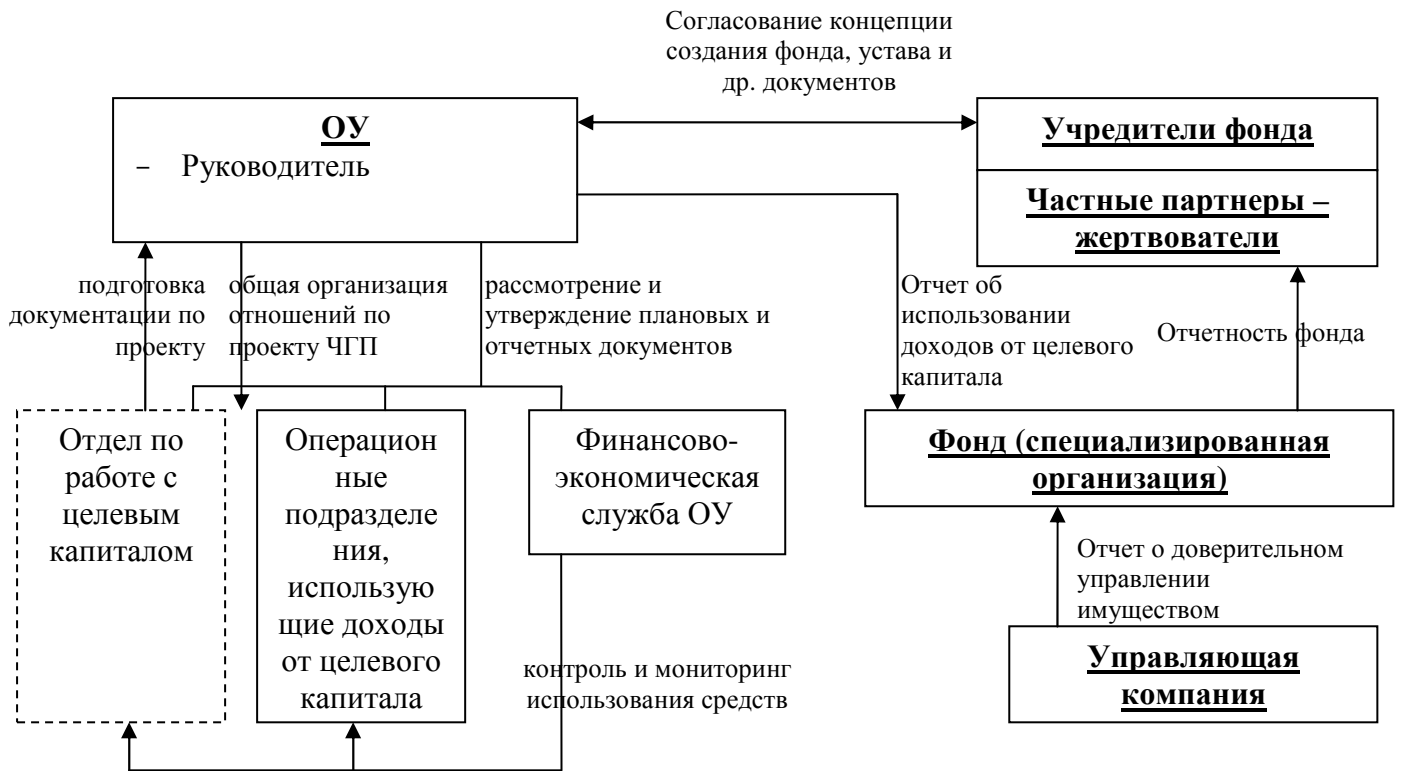 Согласование концепции
создания фонда, устава и
др. документов
ОУ
– Руководитель
Учредители фонда
Частные партнеры –
жертвователи
подготовка
документации по
проекту
общая организация
отношений по
проекту ЧГП
рассмотрение и
утверждение плановых и
отчетных документов
Отчет об
использовании
доходов от целевого
капитала
Отчетность фонда
Отдел по
работе с
целевым
капиталом
Операцион
ные
подразделе
ния,
использую
щие доходы
от целевого
капитала
Финансово-
экономическая
служба ОУ
Фонд (специализированная
организация)
Отчет о доверительном
управлении
имуществом
контроль и мониторинг
использования средств
Управляющая
компания